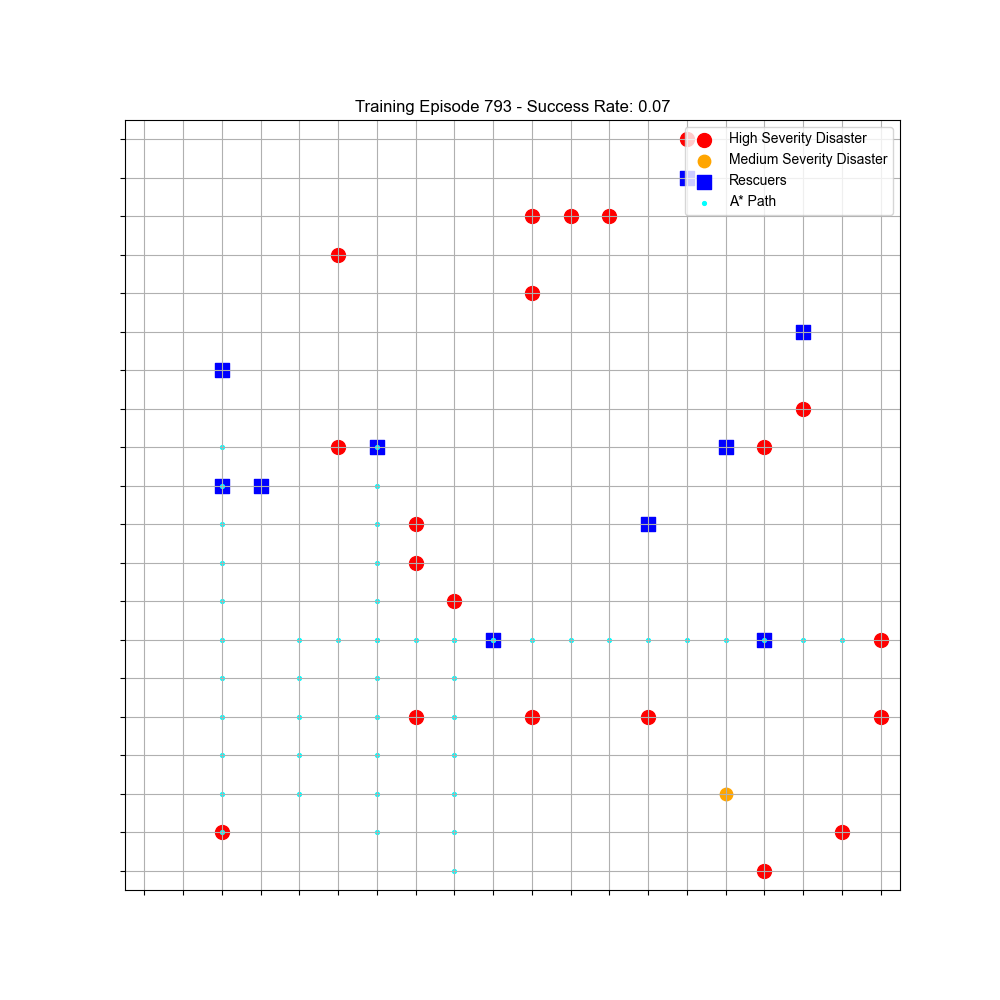 Training Episode 793 - Success Rate: 0.07
High Severity Disaster
Medium Severity Disaster
Rescuers
A* Path